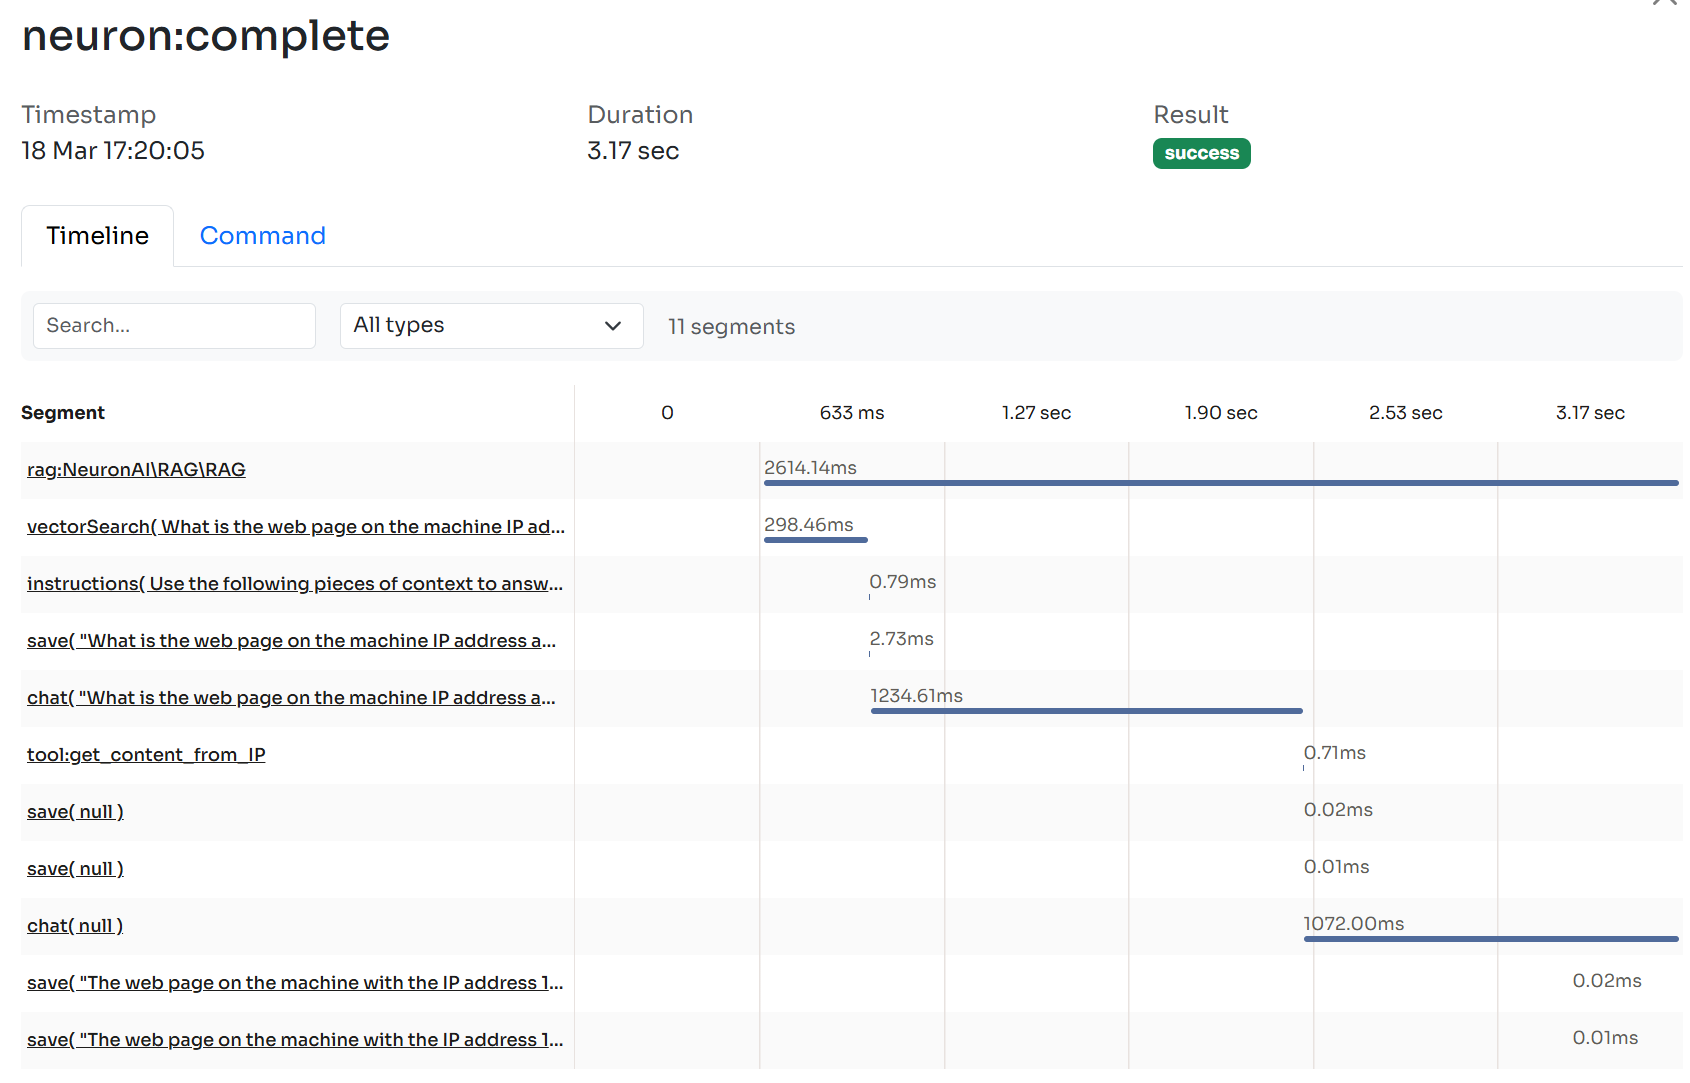 neuron:complete
Timestamp Duration Result
18 Mar 17:20:05 3.17 sec success
Timeline Command
Search... All types 11 segments
Segment 0 633 ms 1.27 sec 1.90 sec 2.53 sec 3.17 sec
rag:NeuronAI\RAG\RAG 2614.14ms
vectorSearch( What is the web page on the machine IP ad... 298.46ms
instructions( Use the following pieces of context to answ... 0.79ms
save( "What is the web page on the machine IP address a... 2.73ms
chat( "What is the web page on the machine IP address a... 1234.61ms
tool:get_content_from_IP 0.71ms
save( null ) 0.02ms
save( null ) 0.01ms
chat( null ) 1072.00ms
save( "The web page on the machine with the IP address 1... 0.02ms
save( "The web page on the machine with the IP address 1... 0.01ms